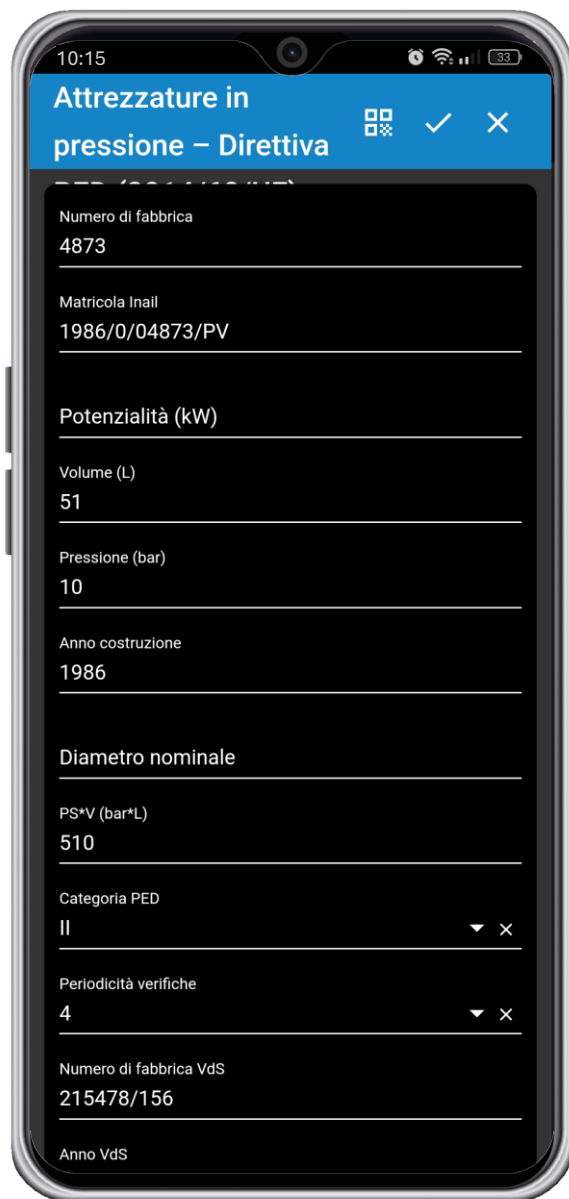 10:15
33
Attrezzature in
pressione – Direttiva
Numero di fabbrica
4873
Matricola Inail
1986/0/04873/PV
Potenzialità (kW)
Volume (L)
51
Pressione (bar)
10
Anno costruzione
1986
Diametro nominale
PS*V (bar*L)
510
Categoria PED
II
Periodicità verifiche
4
Numero di fabbrica VdS
215478/156
Anno VdS